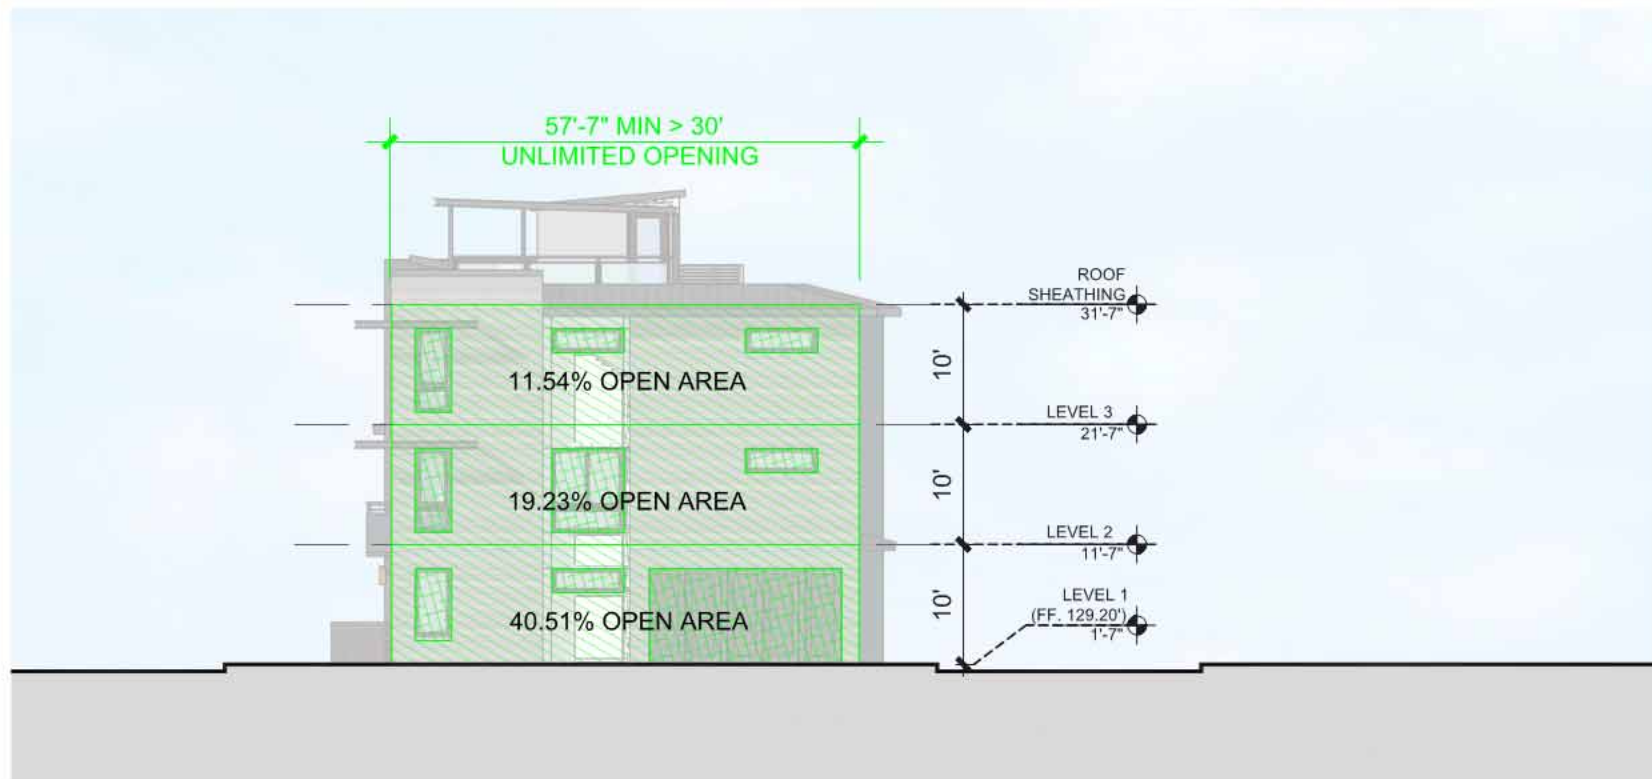 57'-7" MIN > 30'
UNLIMITED OPENING
ROOF
SHEATHING
31'-7"
10'
11.54% OPEN AREA
LEVEL 3
21'-7"
10'
19.23% OPEN AREA
LEVEL 2
11'-7"
10'
LEVEL 1
(FF. 129.20')
1'-7"
40.51% OPEN AREA